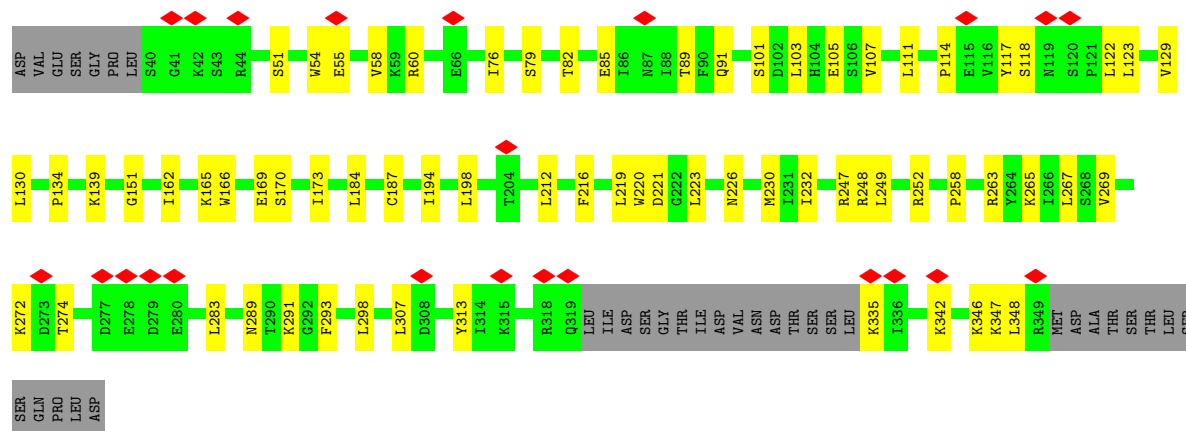 ASP VAL GLU SER GLY PRO LEU S40 G41 K42 S43 R44 S51 W54 E55 V58 K59 R60 E66 I76 S79 T82 E85 I86 N87 I88 T89 F90 Q91 S101 D102 L103 H104 E105 S106 V107 L111 P114 E115 V116 Y117 S118 N119 S120 P121 L122 L123 V129
L130 P134 K139 G151 I162 K165 W166 E169 S170 I173 L184 C187 I194 L198 T204 L212 F216 L219 W220 D221 G222 L223 N226 M230 I231 I232 R247 R248 L249 R252 P258 R263 Y264 K265 I266 L267 S268 V269
K272 D273 T274 D277 E278 D279 E280 L283 N289 T290 K291 G292 F293 L298 L307 D308 Y313 I314 K315 R318 Q319 LEU ILE ASP SER GLY THR ILE ASP VAL ASN ASP THR SER SER LEU K335 I336 K342 K346 K347 L348 R349 MET ASP ALA THR SER THR LEU SER
SER GLN PRO LEU ASP